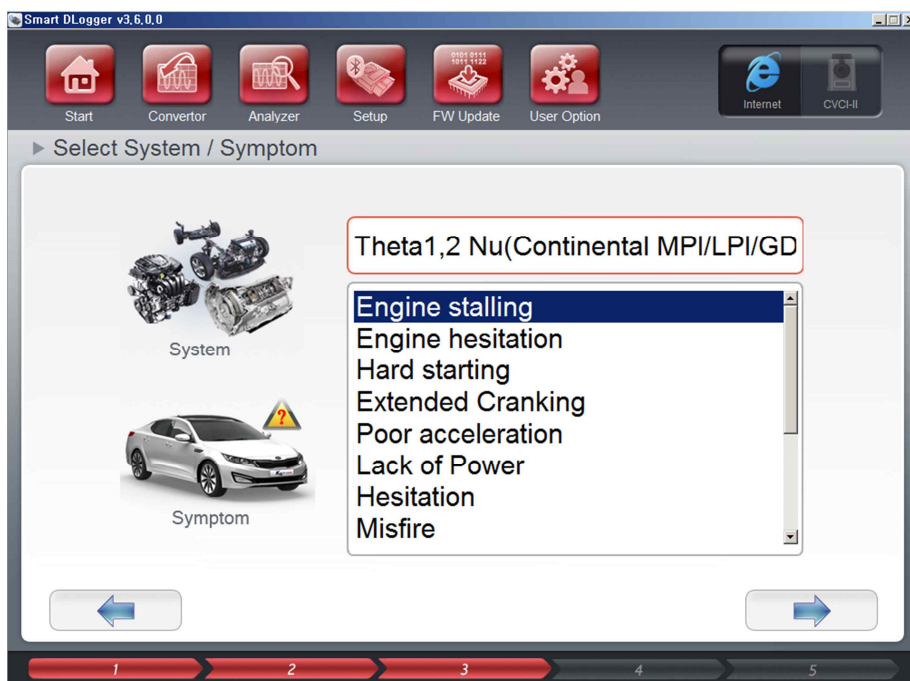 Smart DLogger v3,6,0,0
Start
Convertor
Analyzer
Setup
0101 0111
1011 1122
FW Update
User Option
Internet
CVCI-II
Select System / Symptom
System
Symptom
Theta1,2 Nu(Continental MPI/LPI/GD
Engine stalling
Engine hesitation
Hard starting
Extended Cranking
Poor acceleration
Lack of Power
Hesitation
Misfire
?
1
2
3
4
5